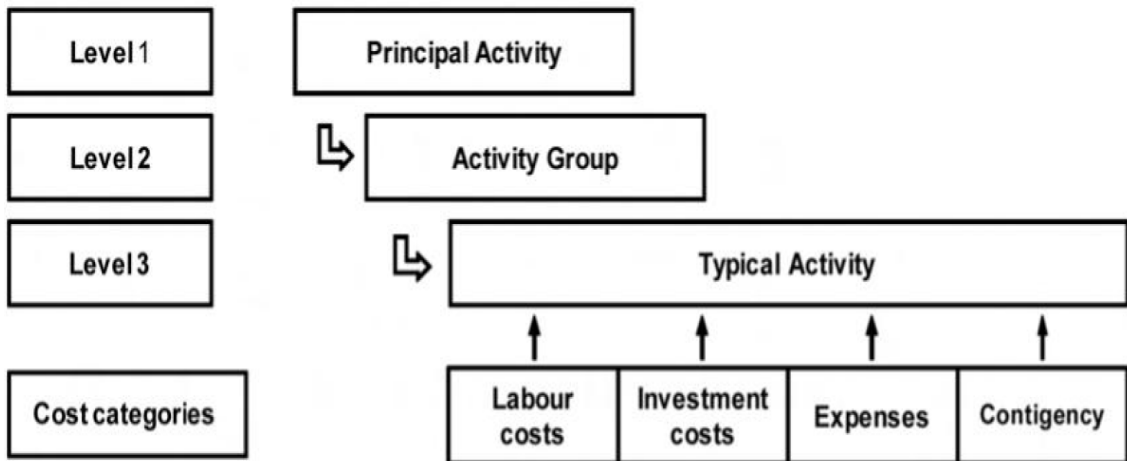 Level 1
Principal Activity
Level 2
Activity Group
Level 3
Typical Activity
Cost categories
Labour
costs
Investment
costs
Expenses
Contigency